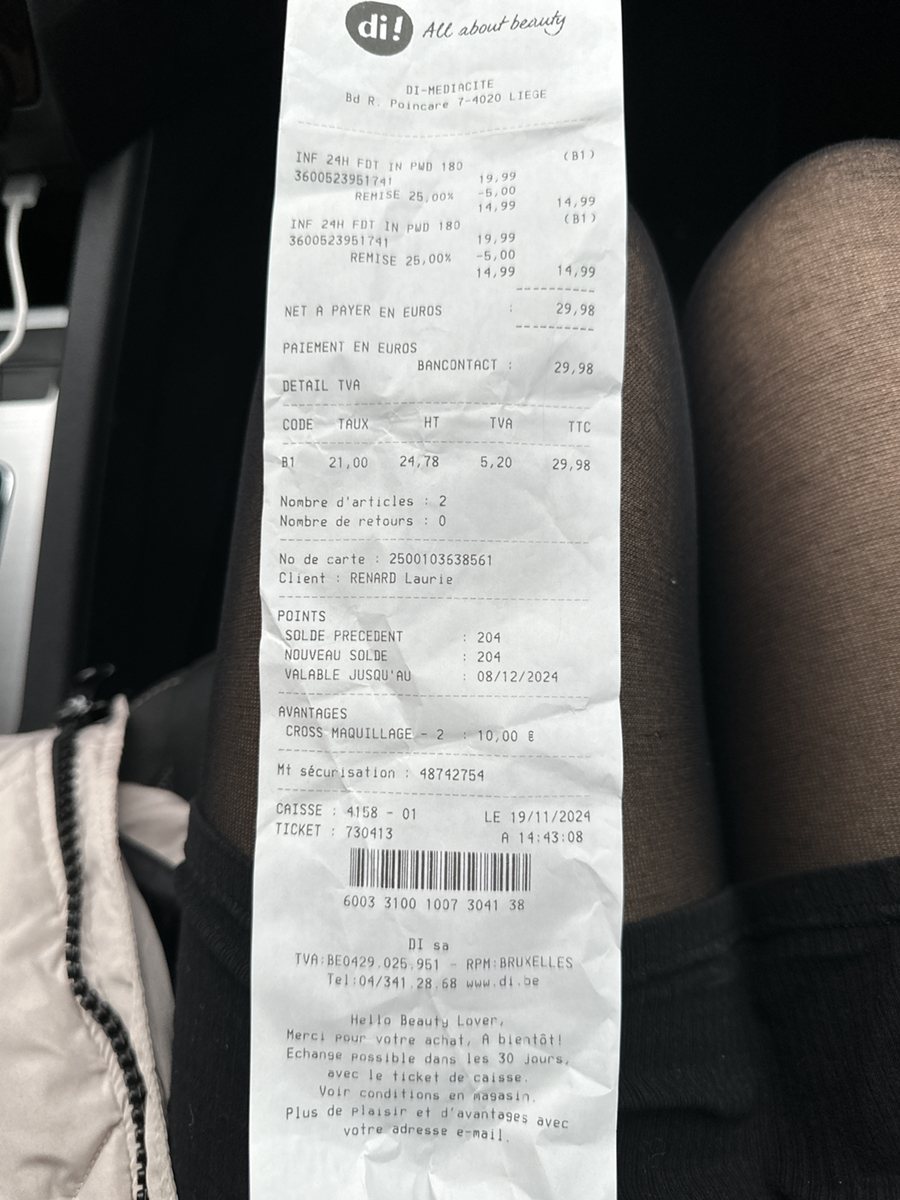 di! All about beauty
DI-MEDIACITE
Bd R. Poincare 7-4020 LIEGE
(B1)
INF 24H FDT IN PWD 180
3600523951741 19,99
REMISE 25,00% -5,00
14,99 14,99
(B1)
INF 24H FDT IN PWD 180
3600523951741 19,99
REMISE 25,00% -5,00
14,99 14,99
NET A PAYER EN EUROS : 29,98
PAIEMENT EN EUROS
BANCONTACT : 29,98
DETAIL TVA
CODE TAUX HT TVA TTC
B1 21,00 24,78 5,20 29,98
Nombre d'articles : 2
Nombre de retours : 0
No de carte : 2500103638561
Client : RENARD Laurie
POINTS
SOLDE PRECEDENT : 204
NOUVEAU SOLDE : 204
VALABLE JUSQU'AU : 08/12/2024
AVANTAGES
CROSS MAQUILLAGE - 2 : 10,00 €
Mt sécurisation : 48742754
CAISSE : 4158 - 01 LE 19/11/2024
TICKET : 730413 A 14:43:08
6003 3100 1007 3041 38
DI sa
TVA:BE0429.025.951 - RPM:BRUXELLES
Tel:04/341.28.68 www.di.be
Hello Beauty Lover,
Merci pour votre achat, A bientôt!
Echange possible dans les 30 jours,
avec le ticket de caisse.
Voir conditions en magasin.
Plus de plaisir et d'avantages avec
votre adresse e-mail.